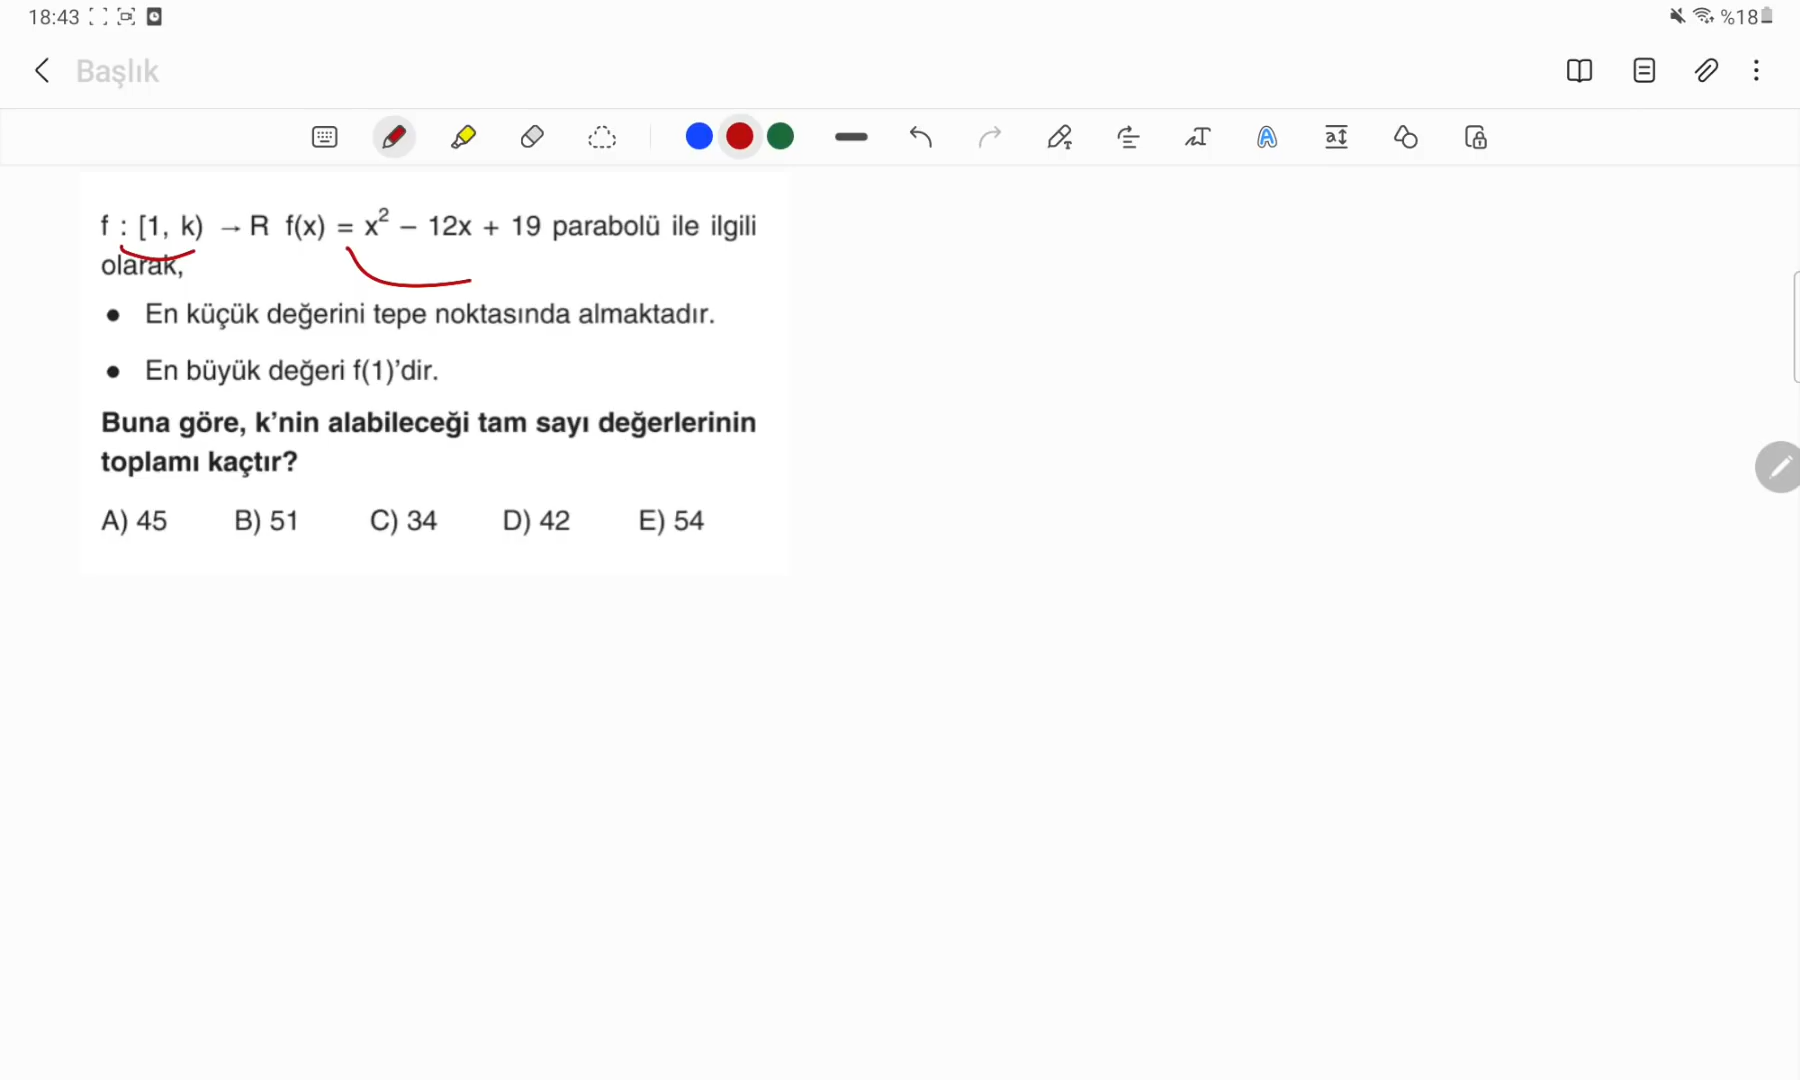 18:43
%18
Başlık
f : [1, k) → R f(x) = x² – 12x + 19 parabolü ile ilgili
olarak,
● En küçük değerini tepe noktasında almaktadır.
● En büyük değeri f(1)’dir.
Buna göre, k’nin alabileceği tam sayı değerlerinin
toplamı kaçtır?
A) 45 B) 51 C) 34 D) 42 E) 54